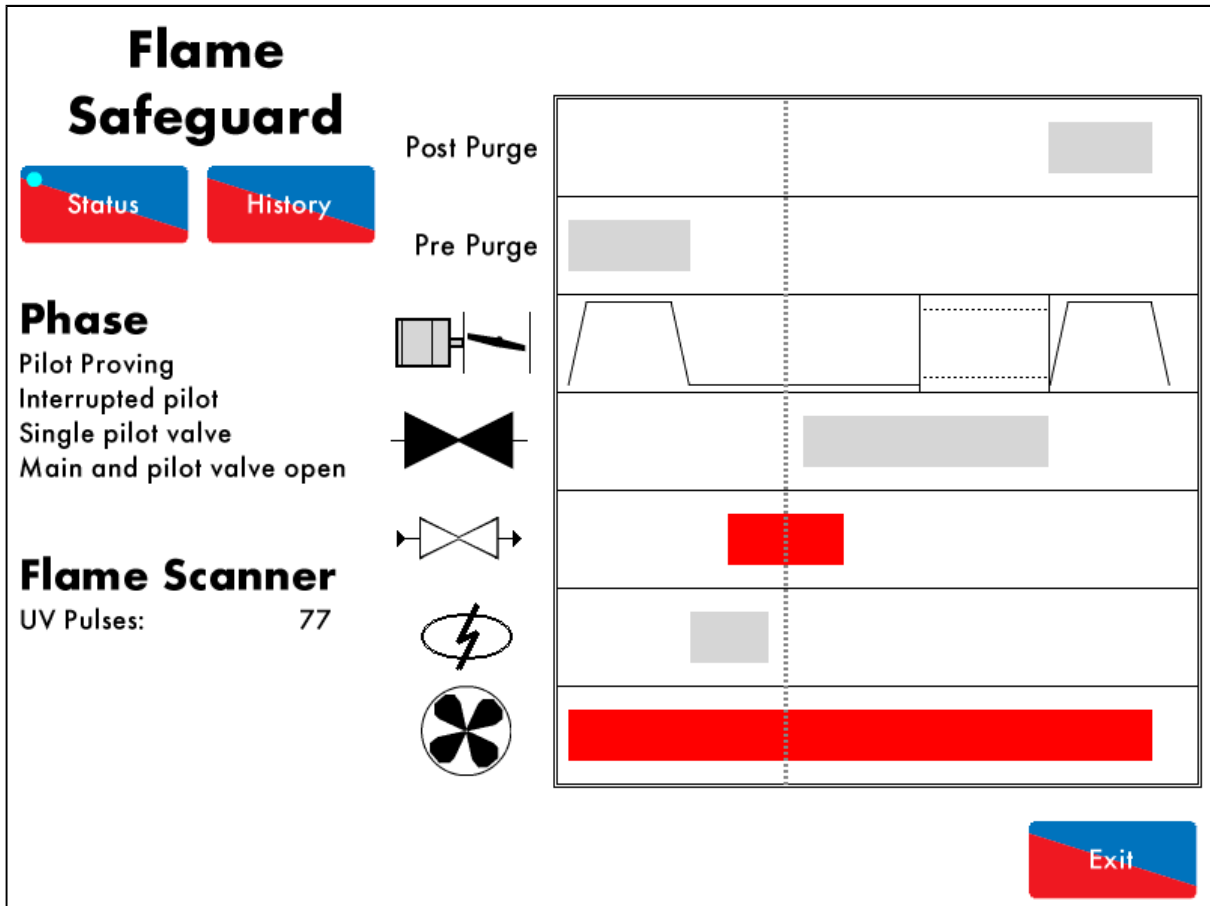 Flame
Safeguard
Status
History
Post Purge
Pre Purge
Phase
Pilot Proving
Interrupted pilot
Single pilot valve
Main and pilot valve open
Flame Scanner
UV Pulses: 77
Exit